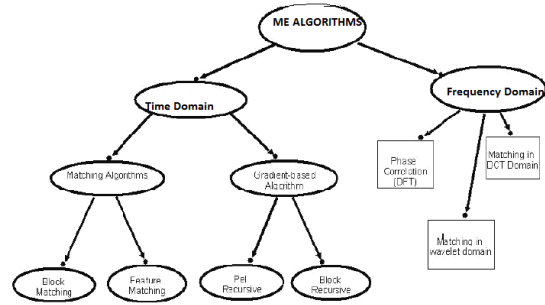 ME ALGORITHMS
Time Domain
Frequency Domain
Matching Algorithms
Gradient-based
Algorithm
Phase
Correlation
(DFT)
Matching in
DCT Domain
Matching in
wavelet domain
Block
Matching
Feature
Matching
Pel
Recursive
Block
Recursive